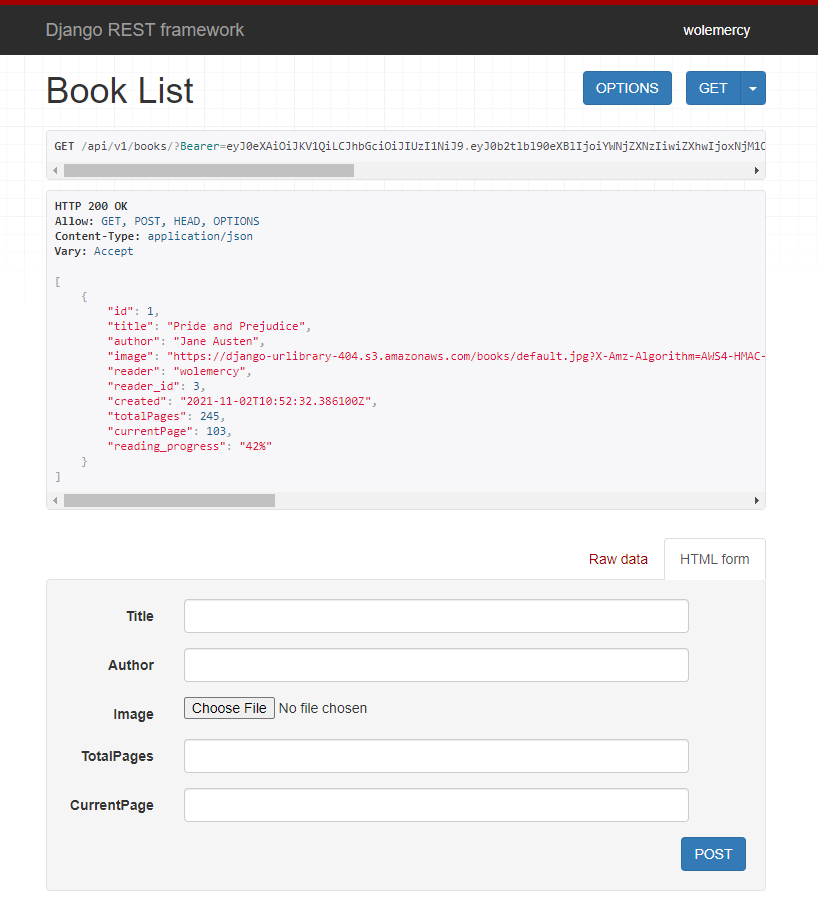 Django REST framework
wolemercy
Book List
OPTIONS
GET
GET /api/v1/books/?Bearer=eyJ0eXAiOiJKV1QiLCJhbGciOiJIUzI1NiJ9.eyJ0b2tlbl90eXBlIjoiYWNjZXNzIiwiZXhwIjoxNjM1O
HTTP 200 OK
Allow: GET, POST, HEAD, OPTIONS
Content-Type: application/json
Vary: Accept
[
{
"id": 1,
"title": "Pride and Prejudice",
"author": "Jane Austen",
"image": "https://django-urlibrary-404.s3.amazonaws.com/books/default.jpg?X-Amz-Algorithm=AWS4-HMAC-
"reader": "wolemercy",
"reader_id": 3,
"created": "2021-11-02T10:52:32.386100Z",
"totalPages": 245,
"currentPage": 103,
"reading_progress": "42%"
}
]
Raw data
HTML form
Title
Author
Image Choose File No file chosen
TotalPages
CurrentPage
POST